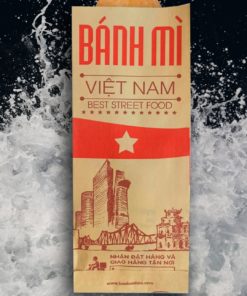 BÁNH MÌ
VIỆT NAM
BEST STREET FOOD
NHẬN ĐẶT HÀNG VÀ
GIAO HÀNG TẬN NƠI